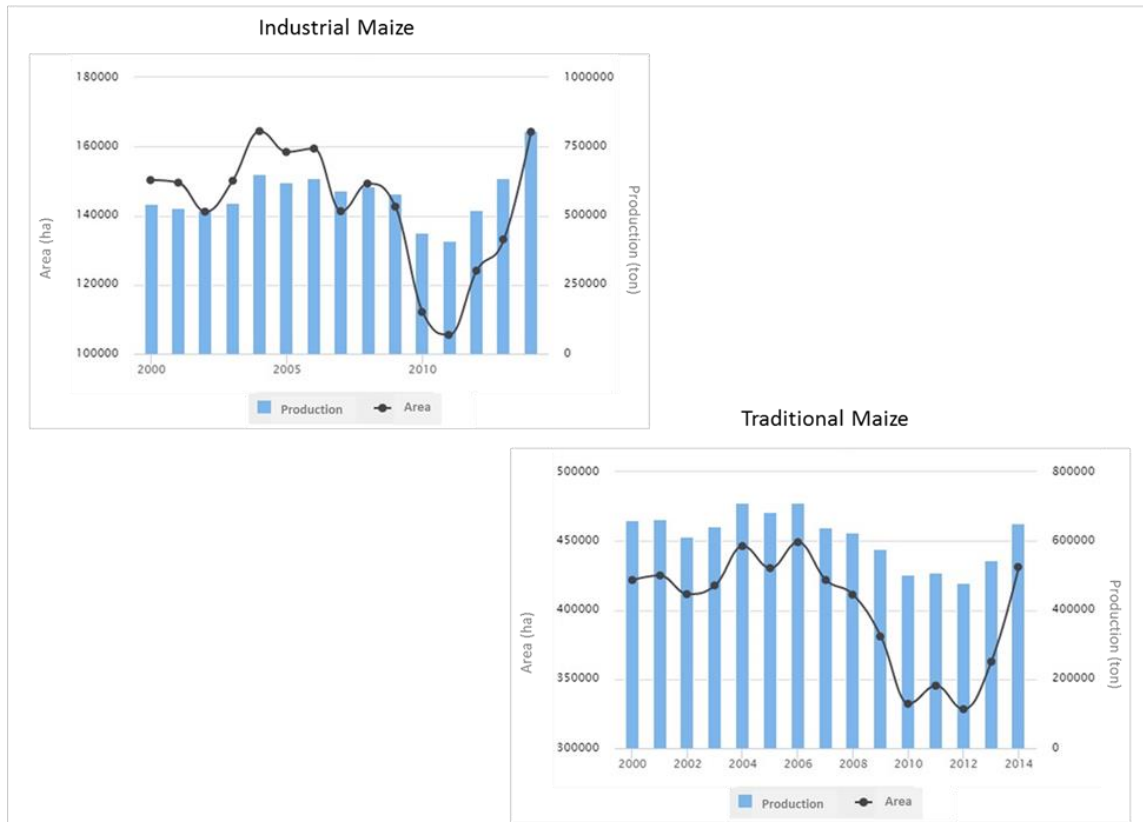 Industrial Maize
180000
160000
140000
120000
100000
Area (ha)
1000000
750000
500000
250000
0
Production (ton)
2000 2005 2010
Production Area
Traditional Maize
500000
450000
400000
350000
300000
Area (ha)
800000
600000
400000
200000
0
Production (ton)
2000 2002 2004 2006 2008 2010 2012 2014
Production Area